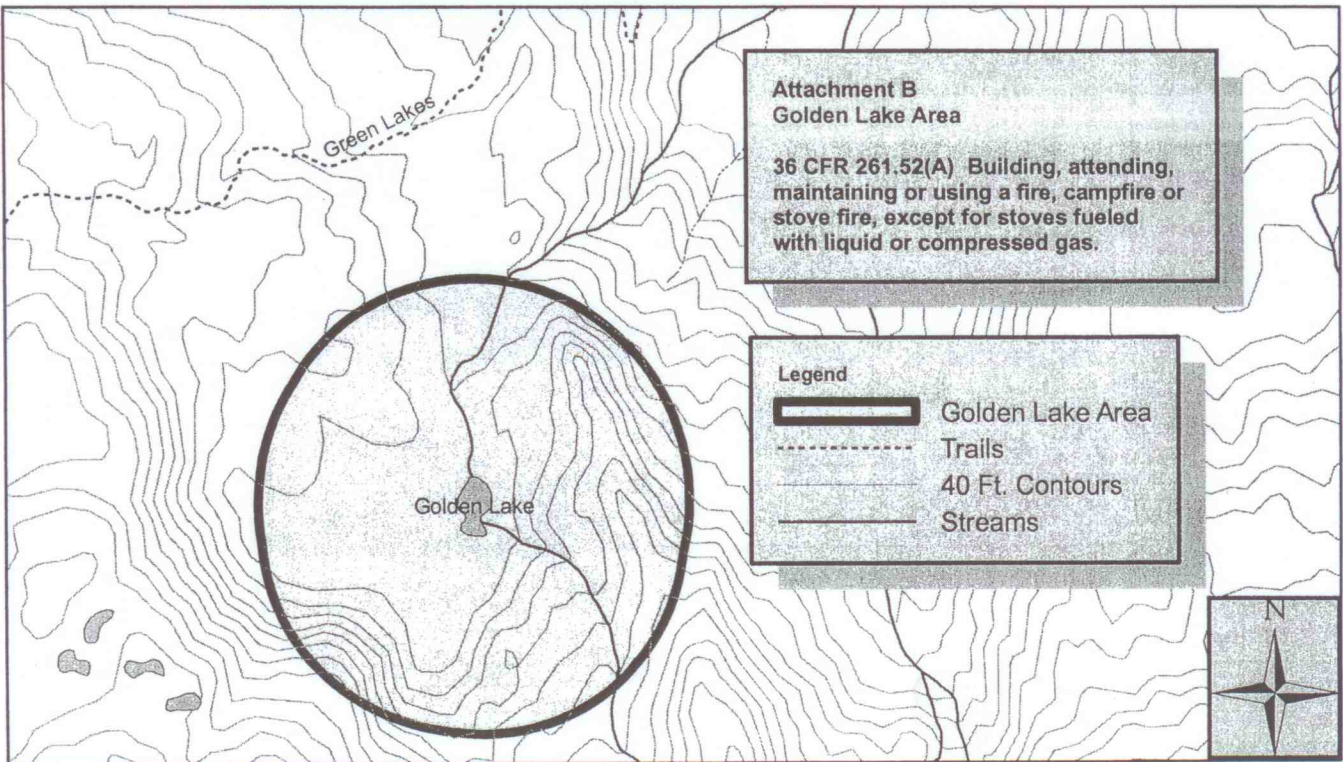 Green Lakes
Attachment B
Golden Lake Area
36 CFR 261.52(A) Building, attending,
maintaining or using a fire, campfire or
stove fire, except for stoves fueled
with liquid or compressed gas.
Legend
Golden Lake Area
Trails
40 Ft. Contours
Streams
Golden Lake
N